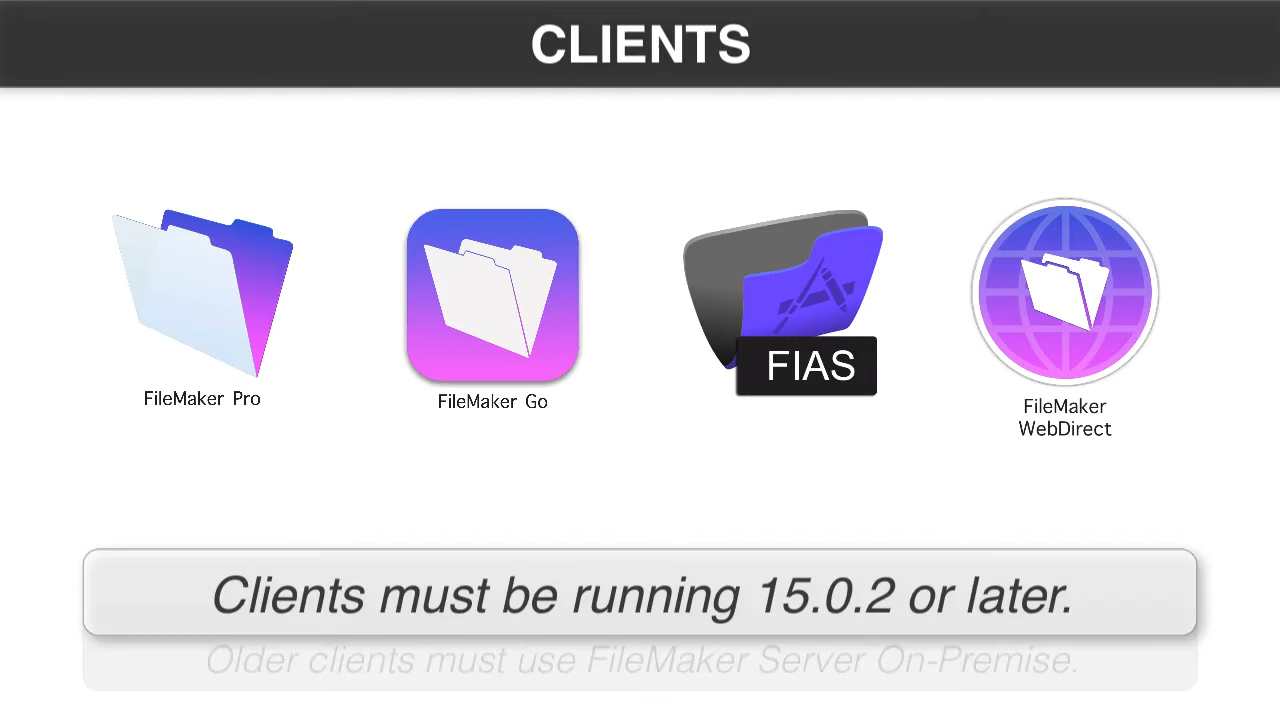 CLIENTS
FileMaker Pro
FileMaker Go
FIAS
FileMaker
WebDirect
Clients must be running 15.0.2 or later.
Older clients must use FileMaker Server On-Premise.